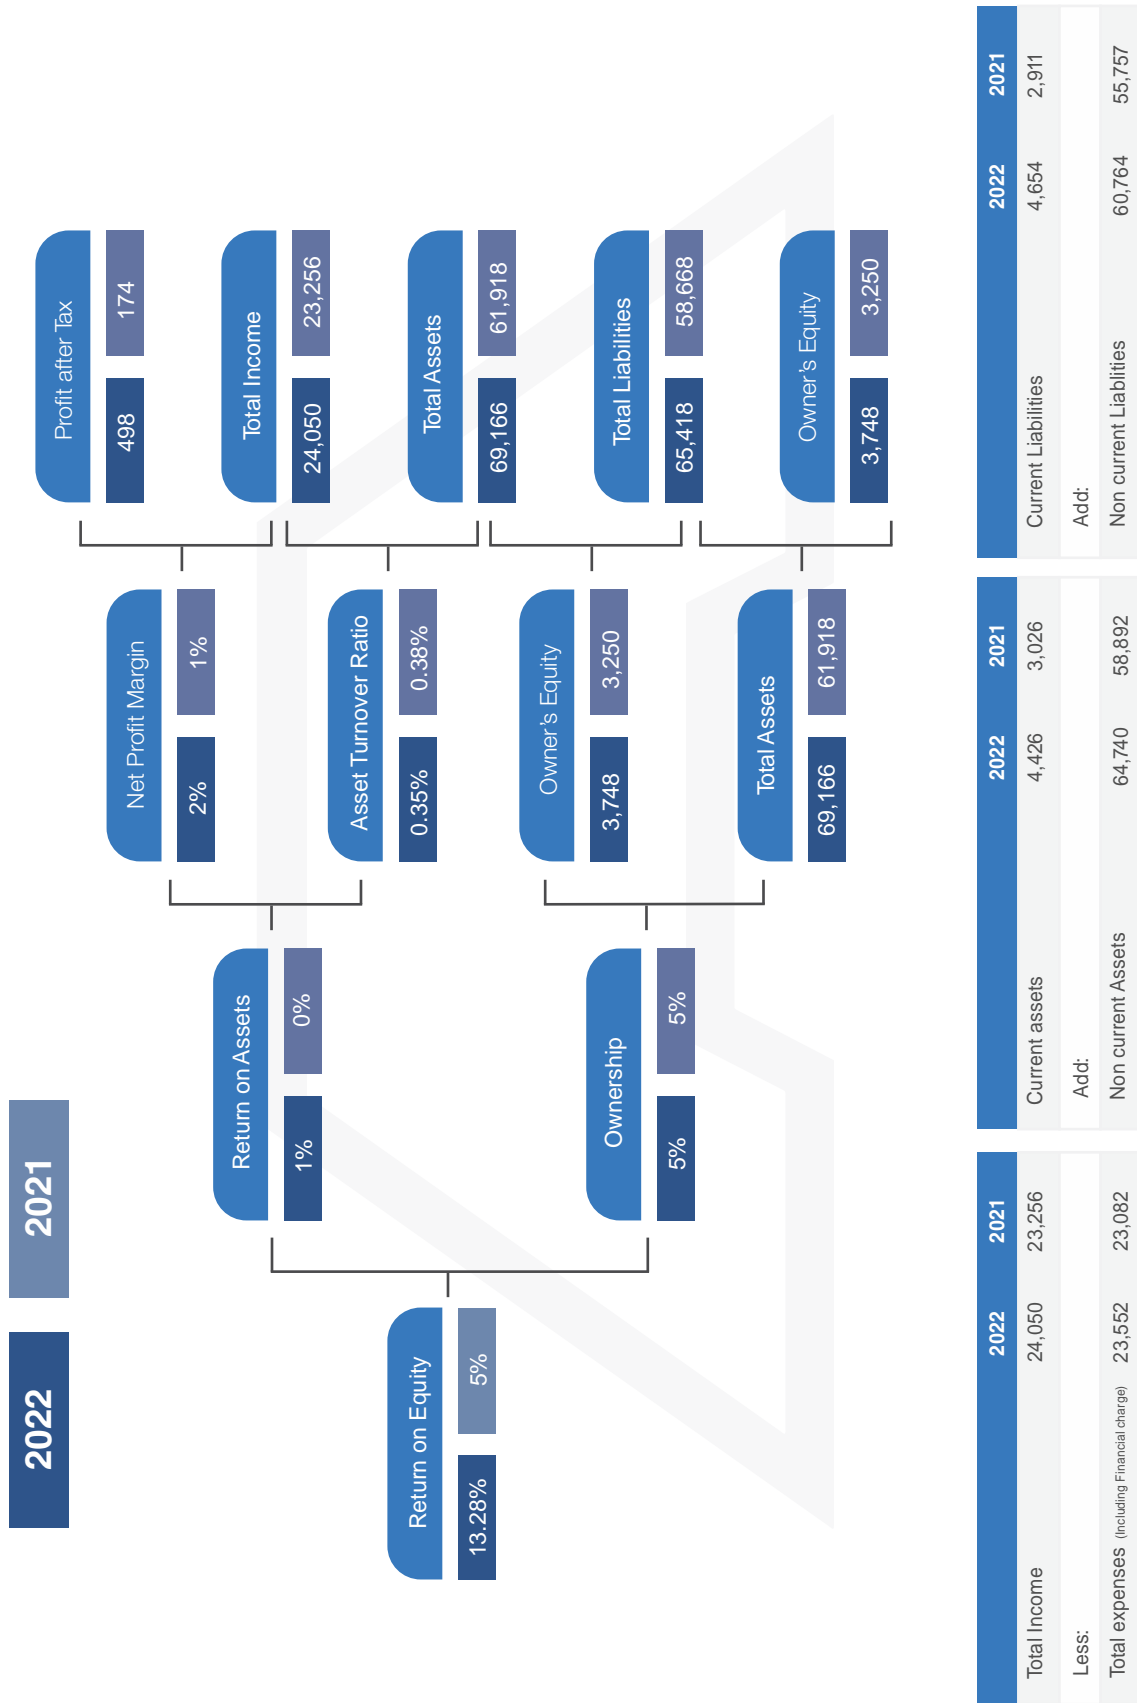 2022 2021
Profit after Tax
498 174
Net Profit Margin
2% 1%
Total Income
24,050 23,256
Return on Assets
1% 0%
Asset Turnover Ratio
0.35% 0.38%
Total Assets
69,166 61,918
Return on Equity
13.28% 5%
Owner's Equity
3,748 3,250
Total Liabilities
65,418 58,668
Ownership
5% 5%
Total Assets
69,166 61,918
Owner's Equity
3,748 3,250
2022 2021
Total Income 24,050 23,256
Less:
Total expenses (Including Financial charge) 23,552 23,082
2022 2021
Current assets 4,426 3,026
Add:
Non current Assets 64,740 58,892
2022 2021
Current Liabilities 4,654 2,911
Add:
Non current Liablities 60,764 55,757